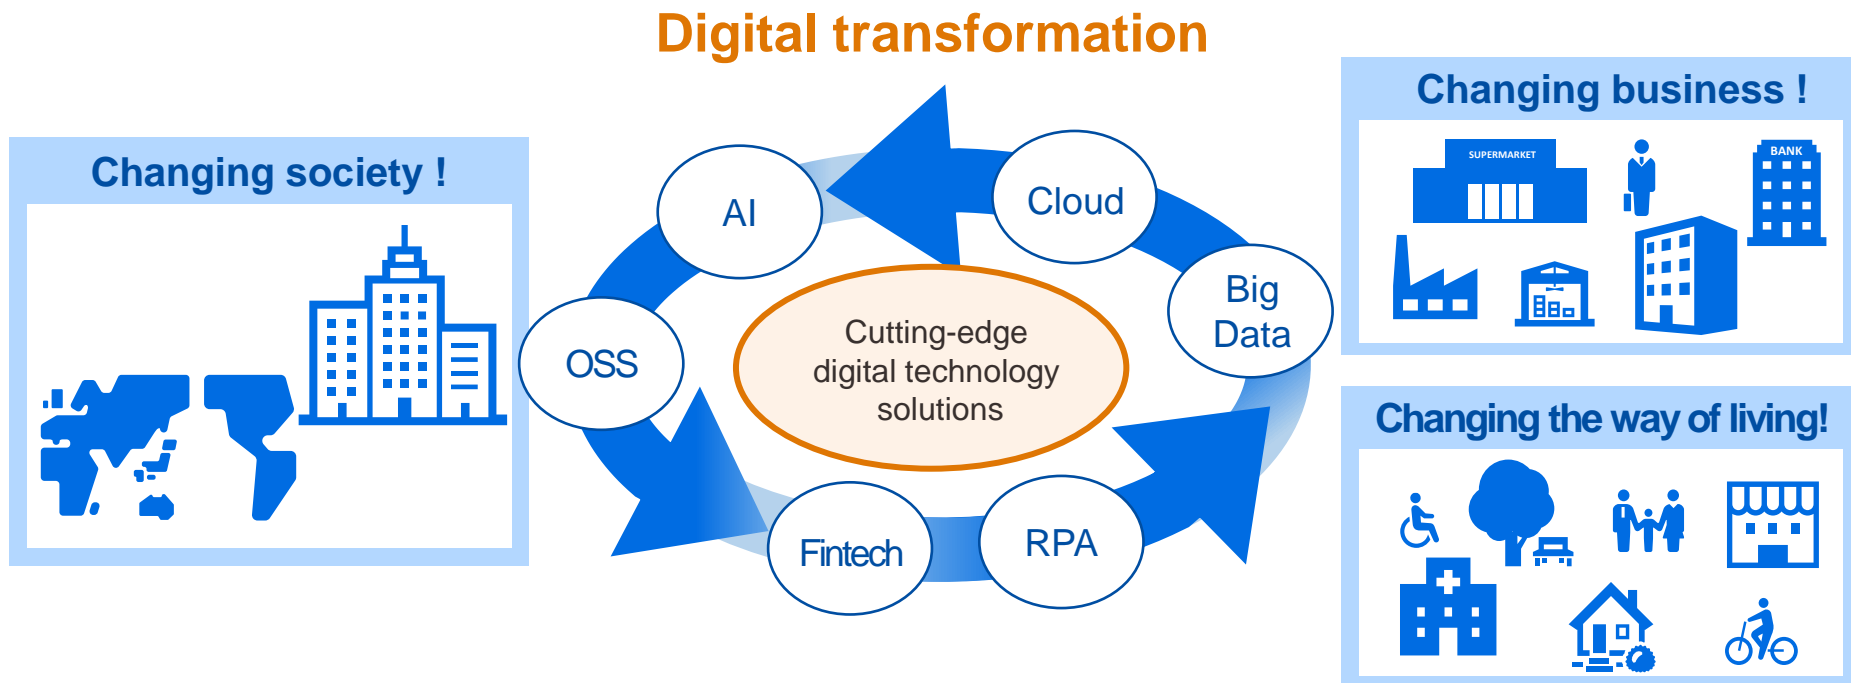 Digital transformation
Changing society !
AI
Cloud
OSS
Big
Data
Cutting-edge
digital technology
solutions
Fintech
RPA
Changing business !
SUPERMARKET
BANK
Changing the way of living!